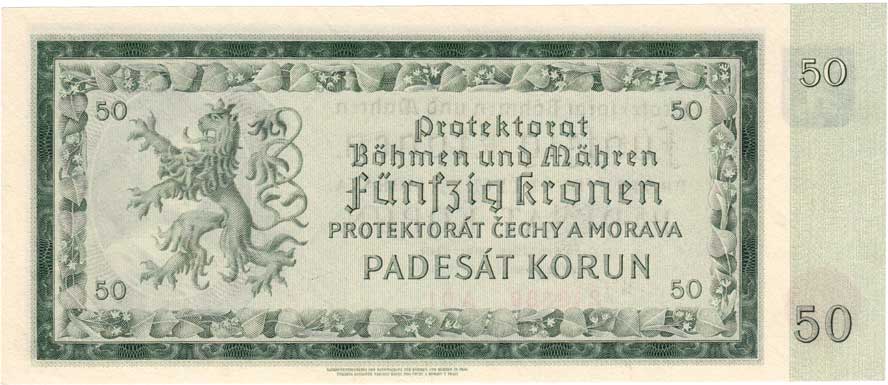 50
50 50
Protektorat
Böhmen und Mähren
Fünfzig Kronen
PROTEKTORÁT ČECHY A MORAVA
PADESÁT KORUN
50 50
50